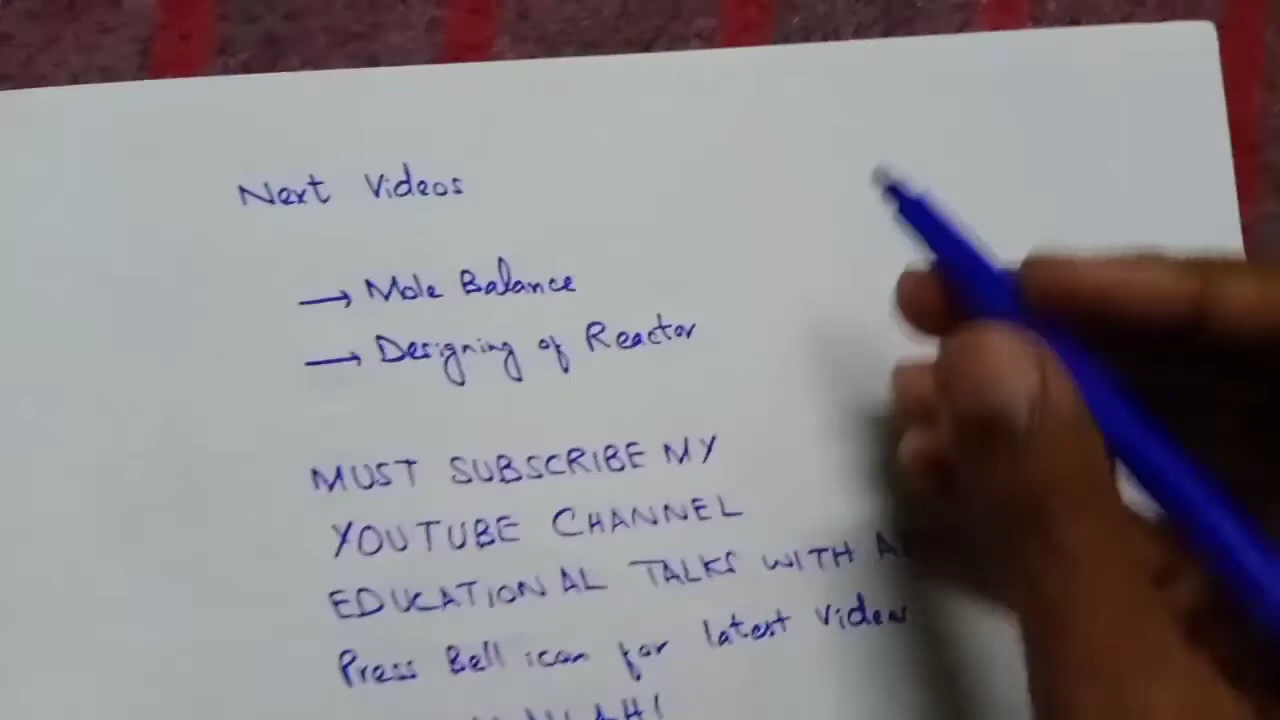 Next Videos
→ Mole Balance
→ Designing of Reactor
MUST SUBSCRIBE MY
YOUTUBE CHANNEL
EDUCATIONAL TALKS WITH
Press Bell icon for latest videos